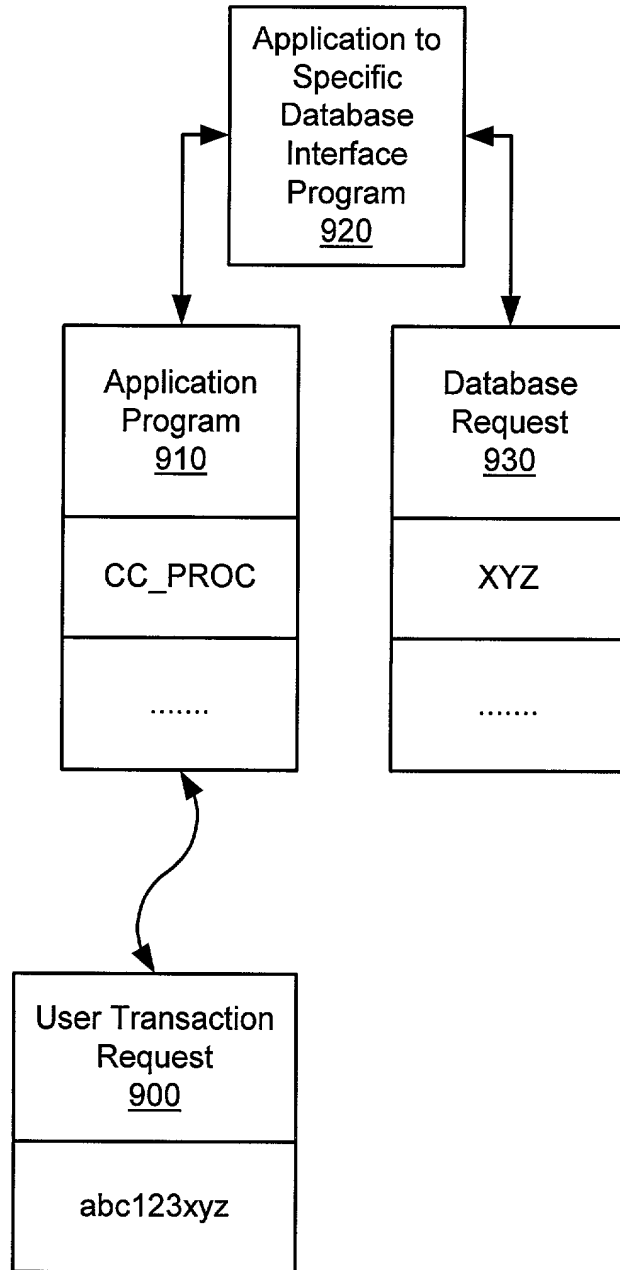 Application to
Specific
Database
Interface
Program
920
Application
Program
910
CC_PROC
.......
Database
Request
930
XYZ
.......
User Transaction
Request
900
abc123xyz